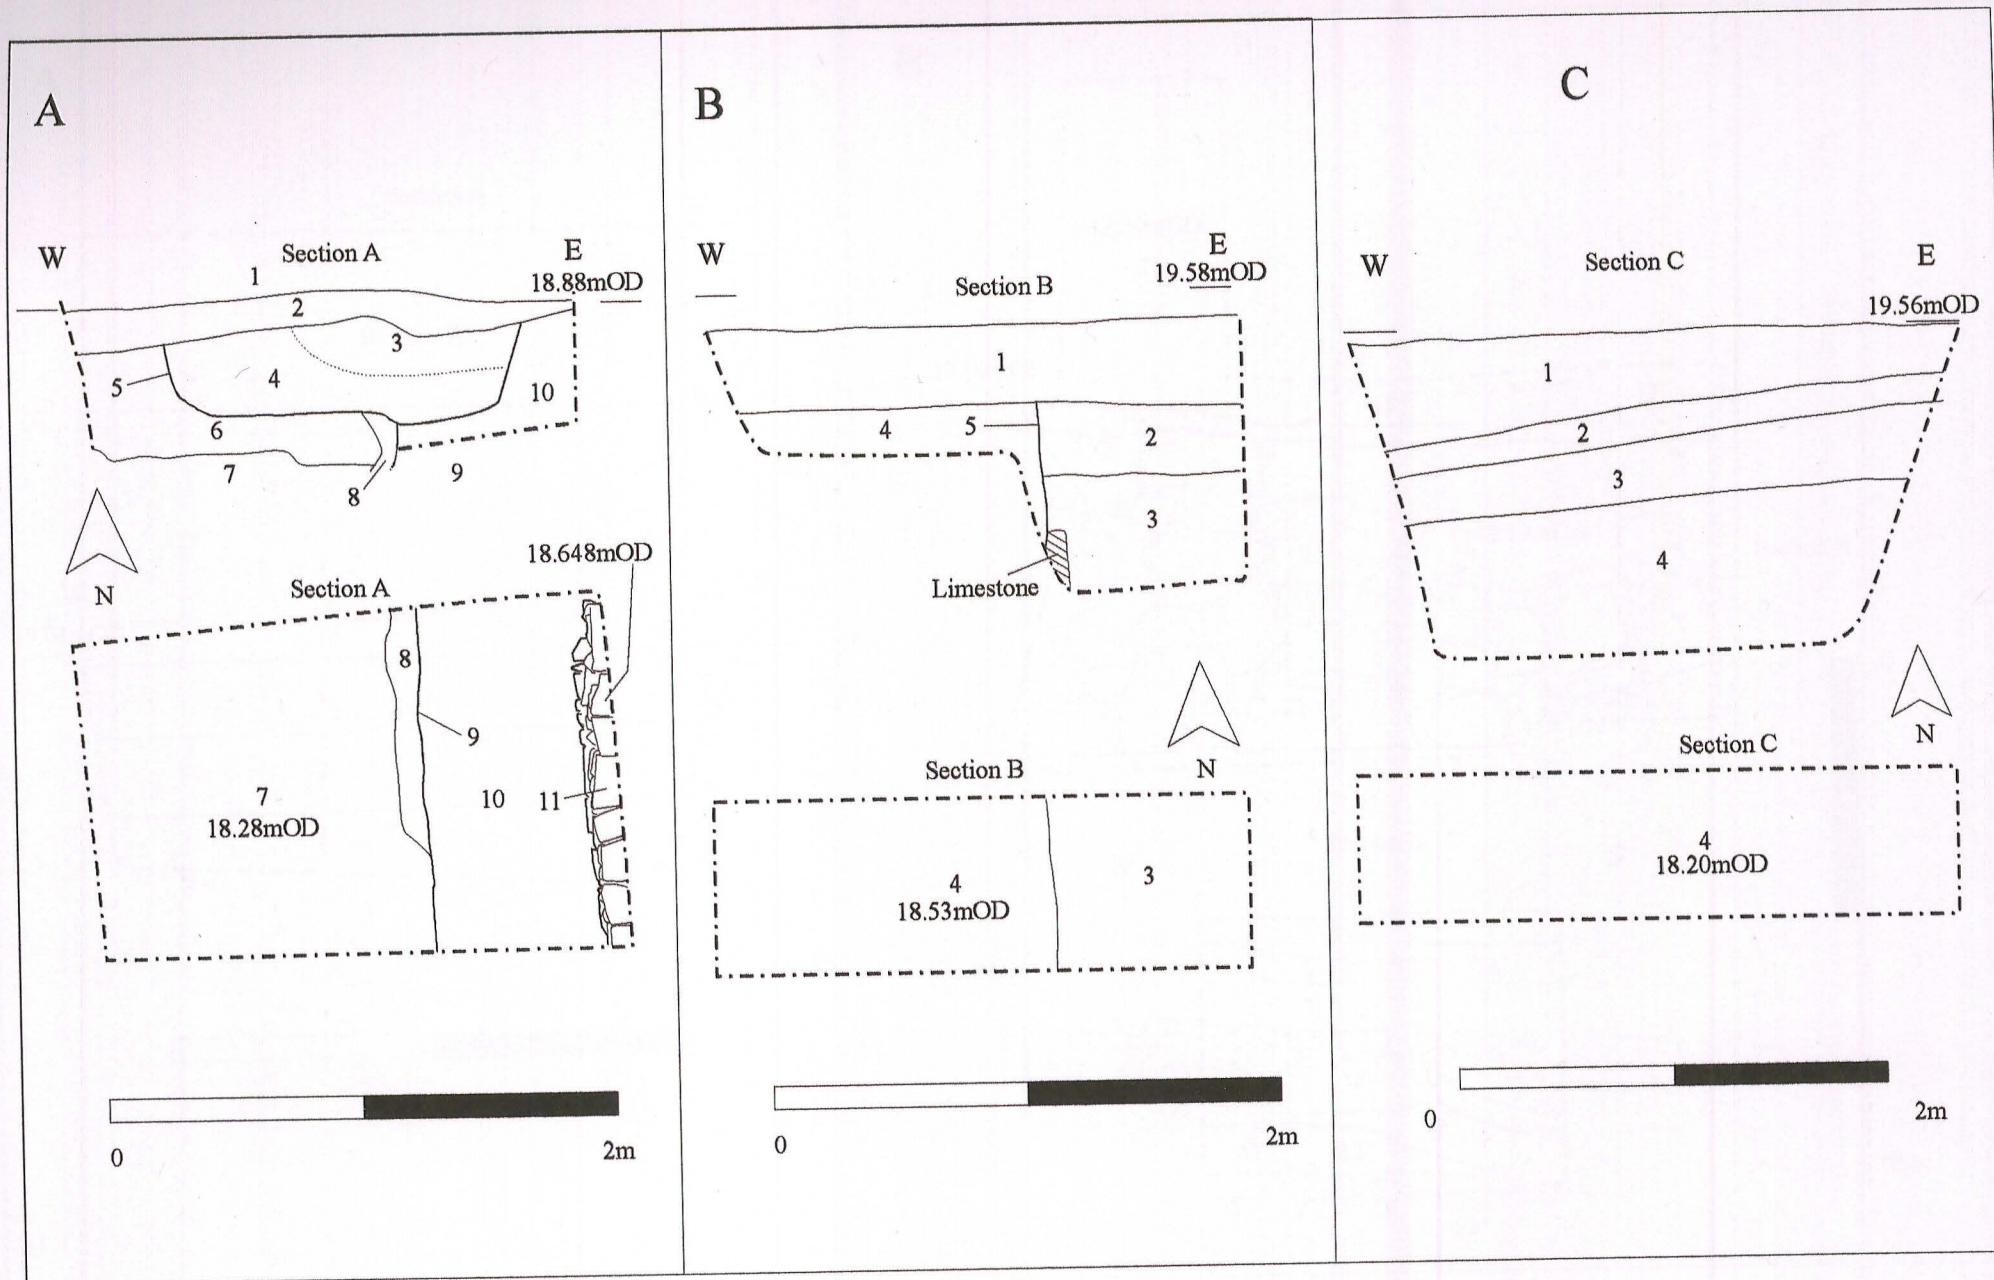 A
W
Section A
E
1
18.88mOD
2
3
5
4
10
6
7
8
9
N
18.648mOD
Section A
8
9
7
18.28mOD
10
11
0
2m
B
W
E
19.58mOD
Section B
1
4
5
2
3
Limestone
N
Section B
4
18.53mOD
3
0
2m
C
W
Section C
E
19.56mOD
1
2
3
4
N
Section C
4
18.20mOD
0
2m